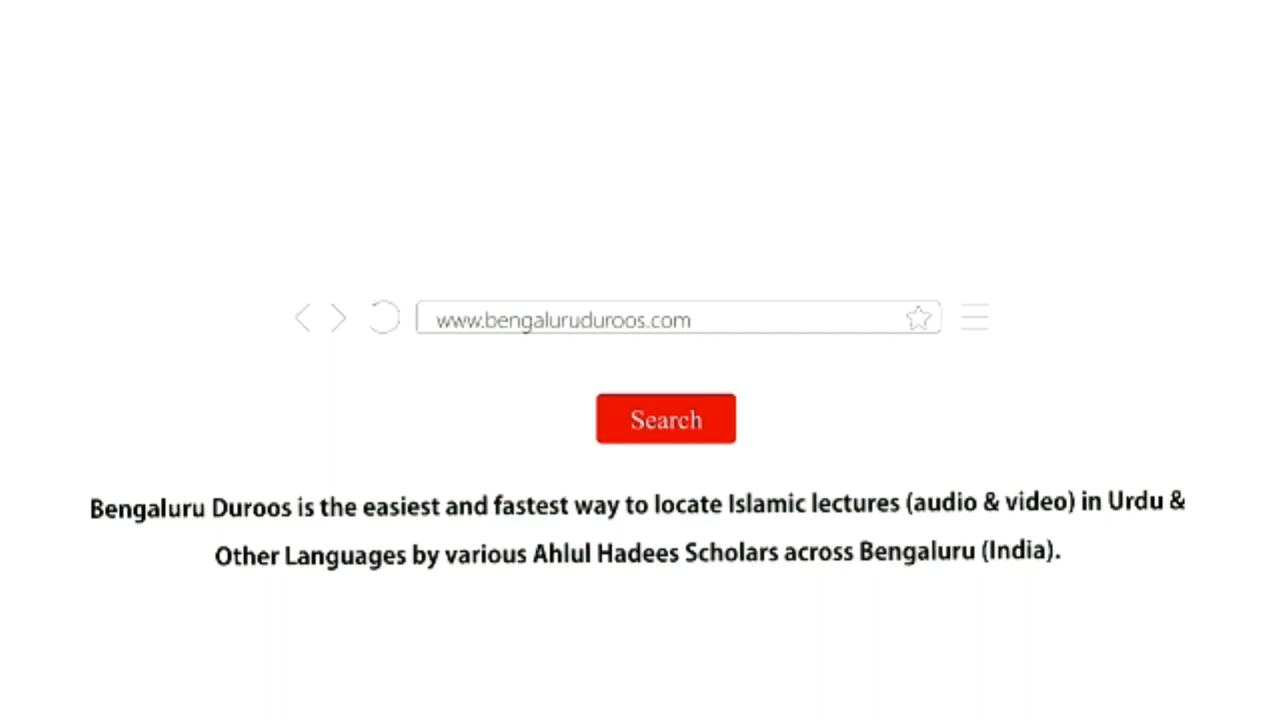 www.bengaluruduroos.com
Search
Bengaluru Duroos is the easiest and fastest way to locate Islamic lectures (audio & video) in Urdu &
Other Languages by various Ahlul Hadees Scholars across Bengaluru (India).